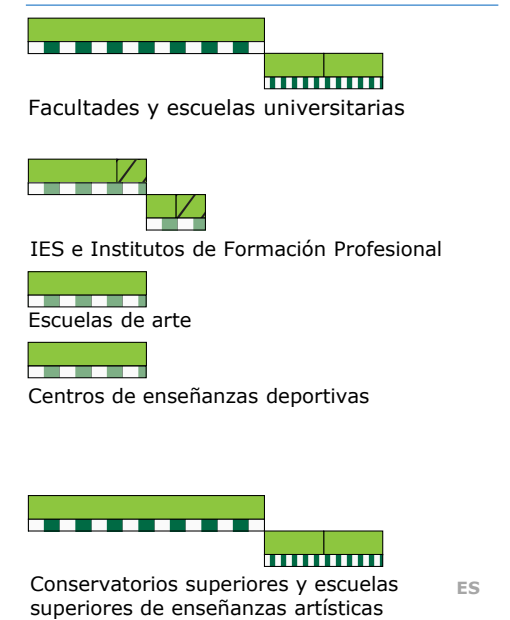 Facultades y escuelas universitarias
IES e Institutos de Formación Profesional
Escuelas de arte
Centros de enseñanzas deportivas
Conservatorios superiores y escuelas
superiores de enseñanzas artísticas
ES